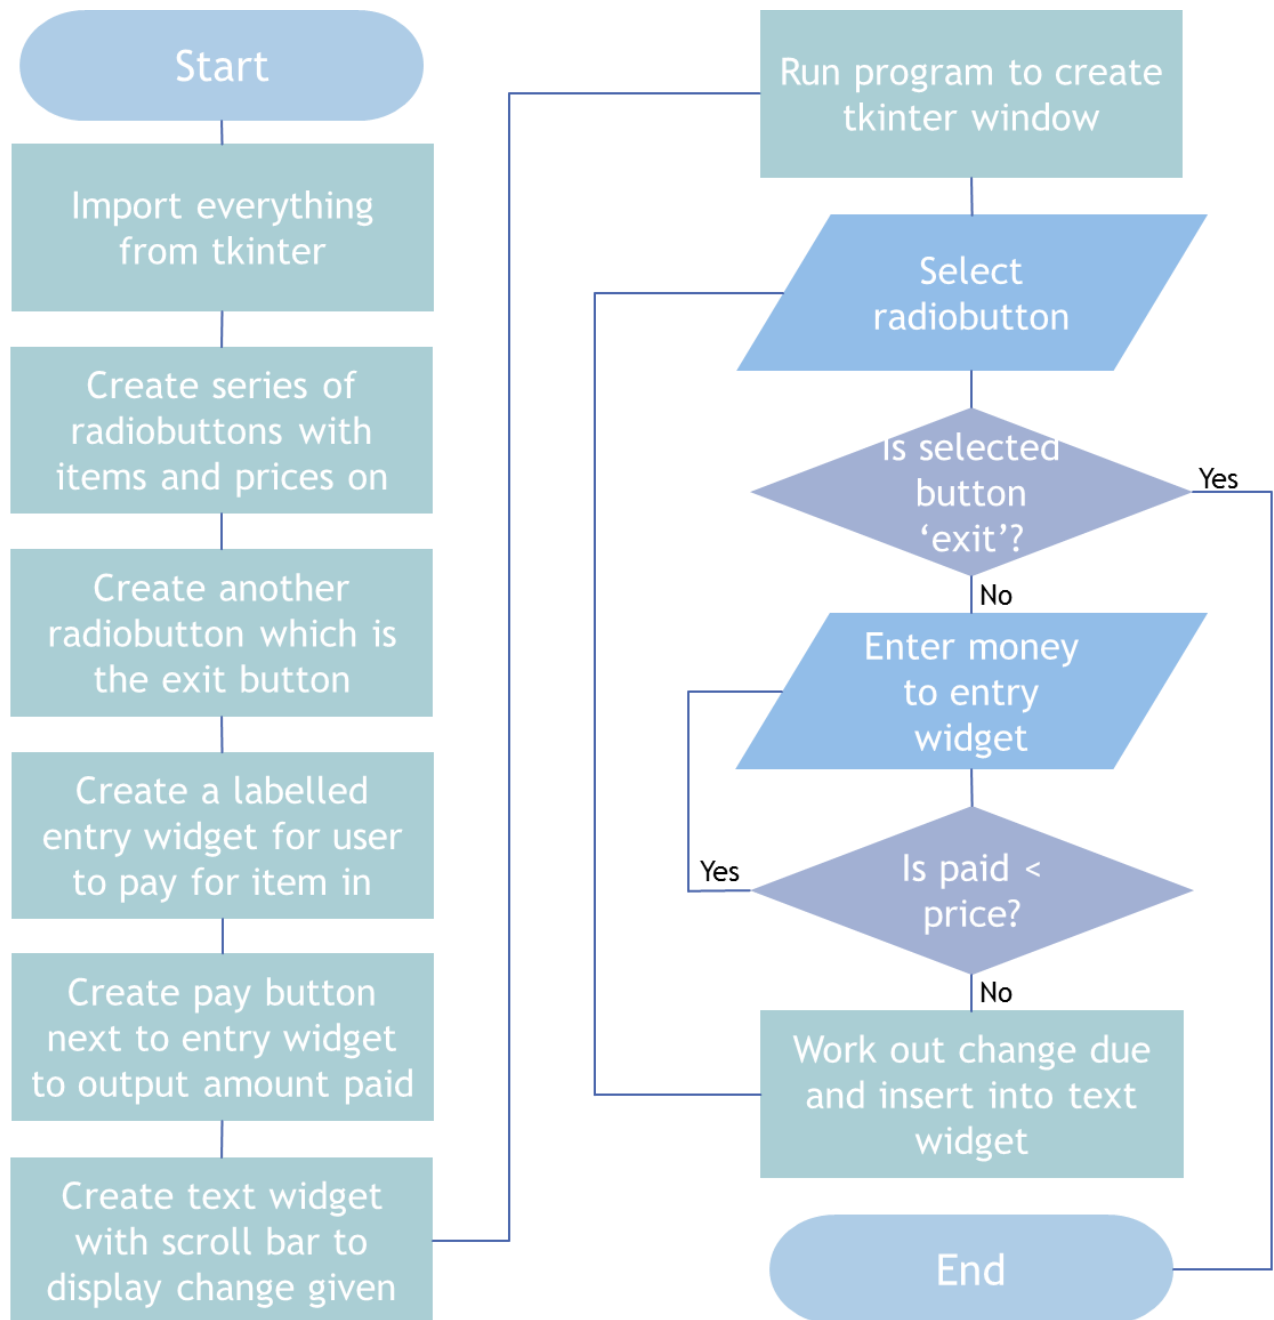 Start
Import everything
from tkinter
Create series of
radiobuttons with
items and prices on
Create another
radiobutton which is
the exit button
Create a labelled
entry widget for user
to pay for item in
Create pay button
next to entry widget
to output amount paid
Create text widget
with scroll bar to
display change given
Run program to create
tkinter window
Select
radiobutton
Is selected
button
‘exit’?
Yes
No
Enter money
to entry
widget
Is paid <
price?
Yes
No
Work out change due
and insert into text
widget
End